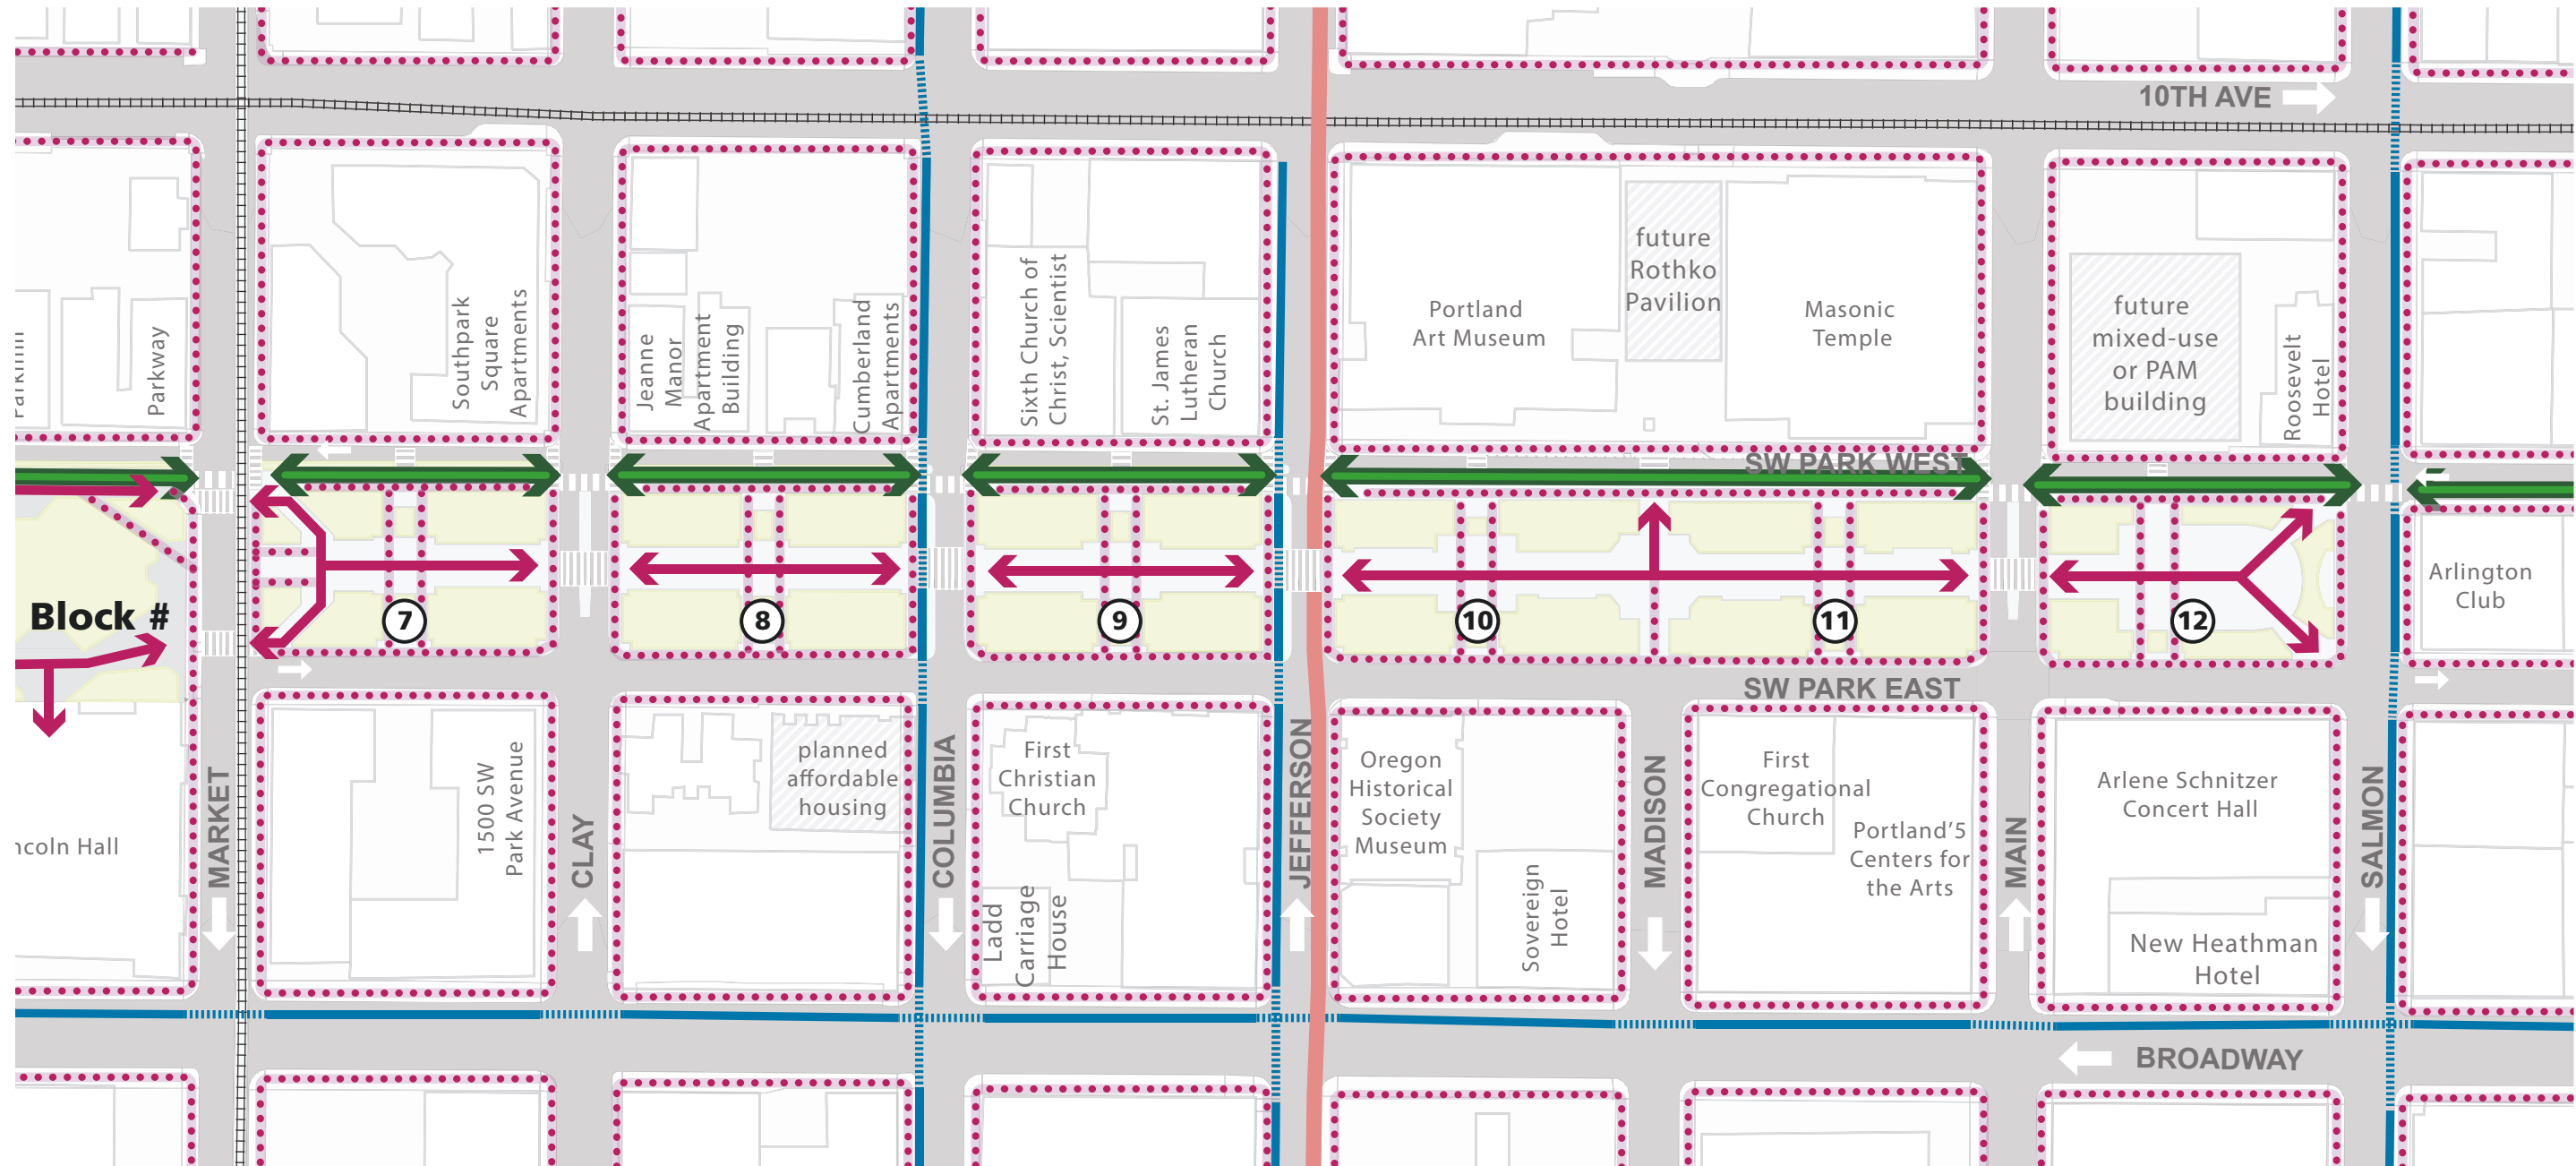 10TH AVE
Parkway
Southpark
Square
Apartments
Jeanne
Manor
Apartment
Building
Cumberland
Apartments
Sixth Church of
Christ, Scientist
St. James
Lutheran
Church
Portland
Art Museum
future
Rothko
Pavilion
Masonic
Temple
future
mixed-use
or PAM
building
Roosevelt
Hotel
SW PARK WEST
Block #
7
8
9
10
11
12
Arlington
Club
SW PARK EAST
ncoln Hall
MARKET
1500 SW
Park Avenue
CLAY
planned
affordable
housing
COLUMBIA
First
Christian
Church
Ladd
Carriage
House
JEFFERSON
Oregon
Historical
Society
Museum
Sovereign
Hotel
MADISON
First
Congregational
Church
Portland'5
Centers for
the Arts
MAIN
Arlene Schnitzer
Concert Hall
New Heathman
Hotel
SALMON
BROADWAY